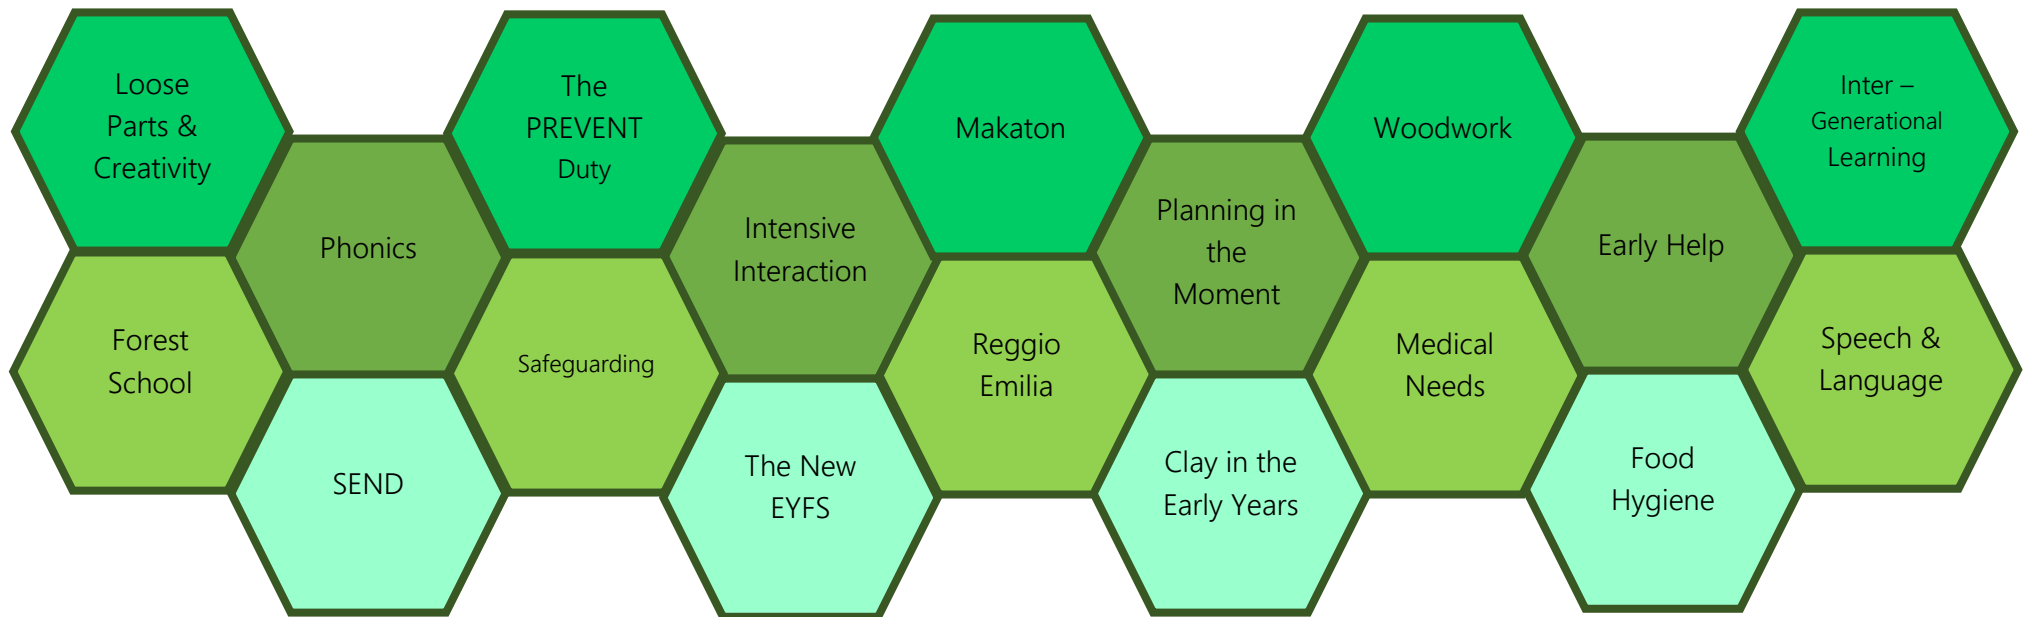 Loose
Parts &
Creativity
The
PREVENT
Duty
Makaton
Woodwork
Inter –
Generational
Learning
Phonics
Intensive
Interaction
Planning in
the
Moment
Early Help
Forest
School
Safeguarding
Reggio
Emilia
Medical
Needs
Speech &
Language
SEND
The New
EYFS
Clay in the
Early Years
Food
Hygiene